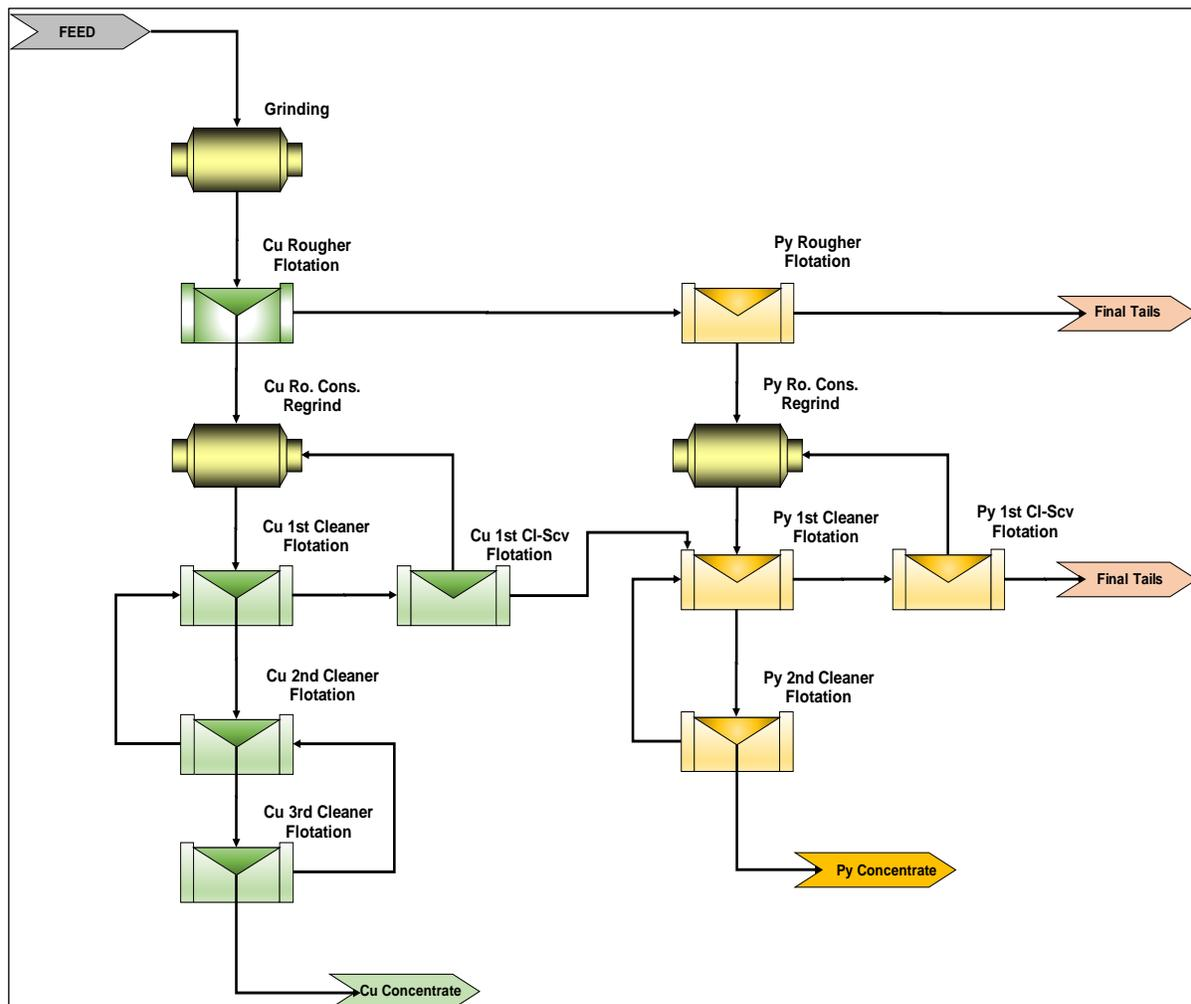 FEED
Grinding
Cu Rougher
Flotation
Py Rougher
Flotation
Final Tails
Cu Ro. Cons.
Regrind
Py Ro. Cons.
Regrind
Cu 1st Cleaner
Flotation
Cu 1st Cl-Scv
Flotation
Py 1st Cleaner
Flotation
Py 1st Cl-Scv
Flotation
Final Tails
Cu 2nd Cleaner
Flotation
Py 2nd Cleaner
Flotation
Cu 3rd Cleaner
Flotation
Py Concentrate
Cu Concentrate